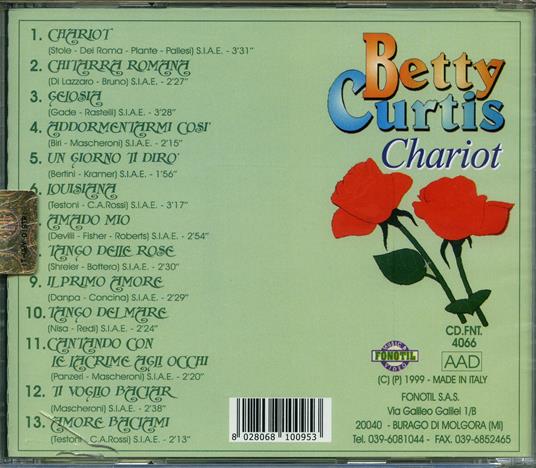 1. CHARIOT
(Stole - Del Roma - Plante - Pallesi) S.I.A.E. - 3'31"
2. CHITARRA ROMANA
(Di Lazzaro - Bruno) S.I.A.E. - 2'27"
3. GELOSIA
(Gade - Rastelli) S.I.A.E. - 3'28"
4. ADDORMENTARMI COSI'
(Biri - Mascheroni) S.I.A.E. - 2'15"
5. UN GIORNO TI DIRO'
(Bertini - Kramer) S.I.A.E. - 1'56"
6. LOUISIANA
(Testoni - C.A.Rossi) S.I.A.E. - 3'17"
7. AMADO MIO
(Devilli - Fisher - Roberts) S.I.A.E. - 2'54"
8. TANGO DELLE ROSE
(Shreier - Bottero) S.I.A.E. - 2'30"
9. IL PRIMO AMORE
(Danpa - Concina) S.I.A.E. - 2'29"
10. TANGO DEL MARE
(Nisa - Redi) S.I.A.E. - 2'24"
11. CANTANDO CON
LE LACRIME AGLI OCCHI
(Panzeri - Mascheroni) S.I.A.E. - 2'20"
12. TI VOGLIO BACIAR
(Mascheroni) S.I.A.E. - 2'38"
13. AMORE BACIAMI
(Testoni - C.A.Rossi) S.I.A.E. - 2'13"
Betty
Curtis
Chariot
CD.FNT.
4066
MUSIC &
FONOTIL
VIDEO
AAD
(C) (P) 1999 - MADE IN ITALY
FONOTIL S.A.S.
Via Galileo Galilei 1/B
20040 - BURAGO DI MOLGORA (MI)
Tel. 039-6081044 - FAX. 039-6852465
8 028068 100953